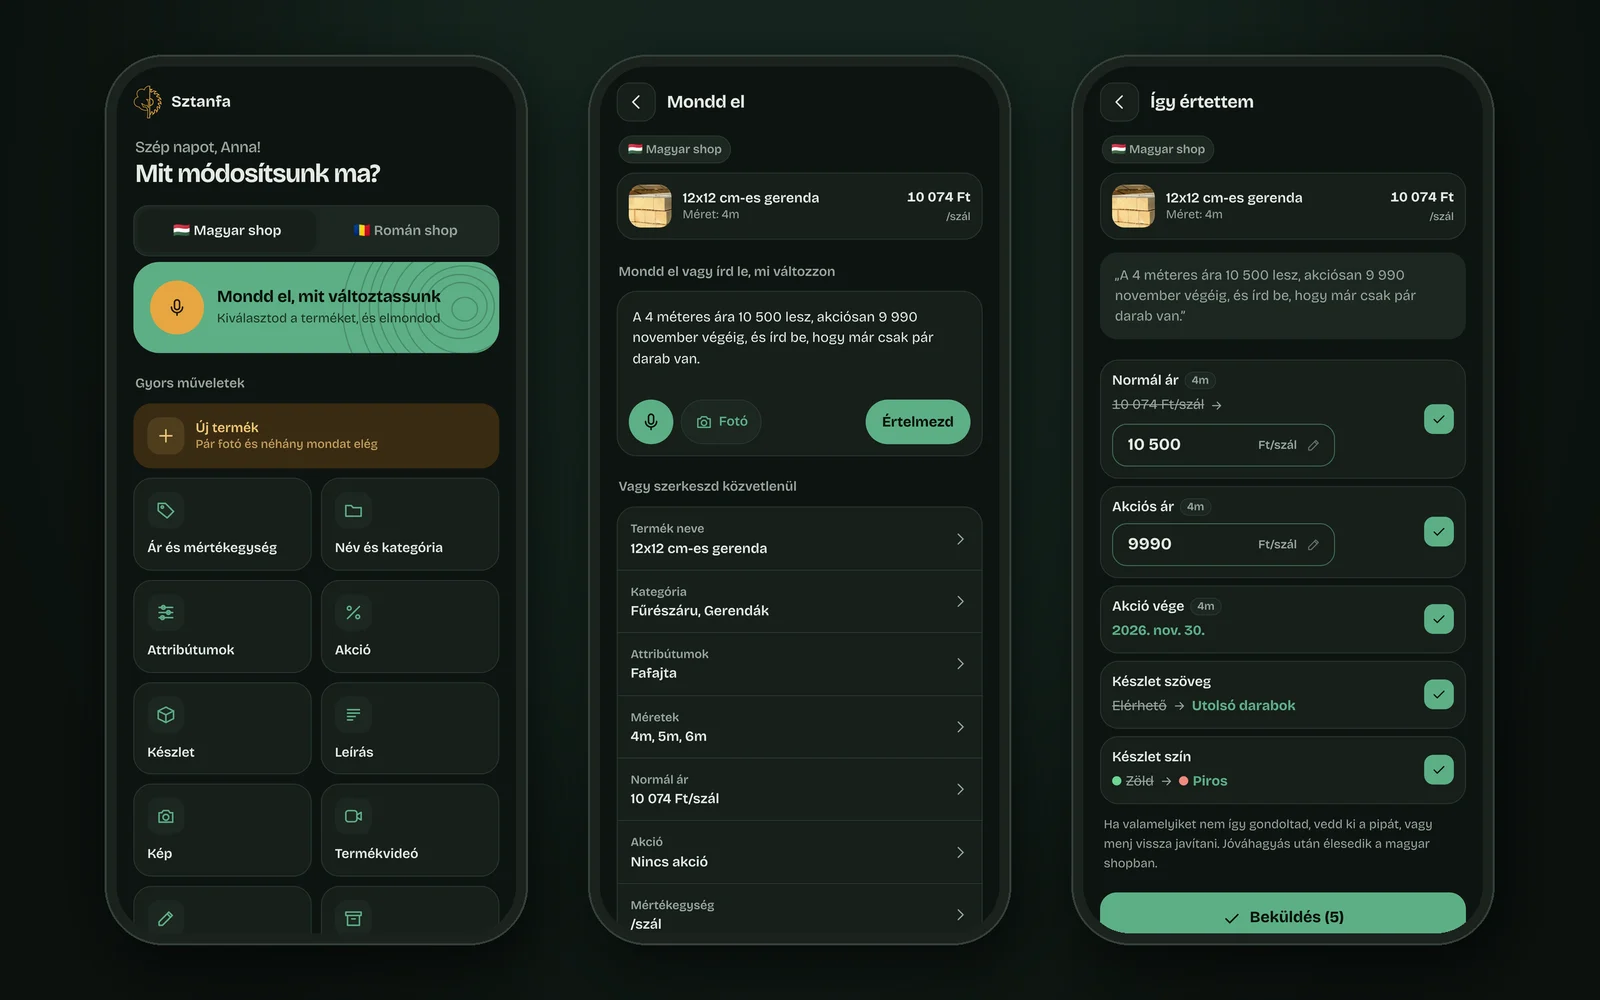 Sztanfa
Szép napot, Anna!
Mit módosítsunk ma?
Magyar shop
Román shop
Mondd el, mit változtassunk
Kiválasztod a terméket, és elmondod
Gyors műveletek
Új termék
Pár fotó és néhány mondat elég
Ár és mértékegység
Név és kategória
Attribútumok
Akció
Készlet
Leírás
Kép
Termékvideó
Mondd el
Magyar shop
12x12 cm-es gerenda
10 074 Ft
Méret: 4m
/szál
Mondd el vagy írd le, mi változzon
A 4 méteres ára 10 500 lesz, akciósan 9 990
november végéig, és írd be, hogy már csak pár
darab van.
Fotó
Értelmezd
Vagy szerkeszd közvetlenül
Termék neve
12x12 cm-es gerenda
Kategória
Fűrészáru, Gerendák
Attribútumok
Fafajta
Méretek
4m, 5m, 6m
Normál ár
10 074 Ft/szál
Akció
Nincs akció
Mértékegység
/szál
Így értettem
Magyar shop
12x12 cm-es gerenda
10 074 Ft
Méret: 4m
/szál
„A 4 méteres ára 10 500 lesz, akciósan 9 990
november végéig, és írd be, hogy már csak pár
darab van.”
Normál ár 4m
10 074 Ft/szál →
10 500 Ft/szál
Akciós ár 4m
9990 Ft/szál
Akció vége 4m
2026. nov. 30.
Készlet szöveg
Elérhető → Utolsó darabok
Készlet szín
Zöld → Piros
Ha valamelyiket nem így gondoltad, vedd ki a pipát, vagy
menj vissza javítani. Jóváhagyás után élesedik a magyar
shopban.
Beküldés (5)